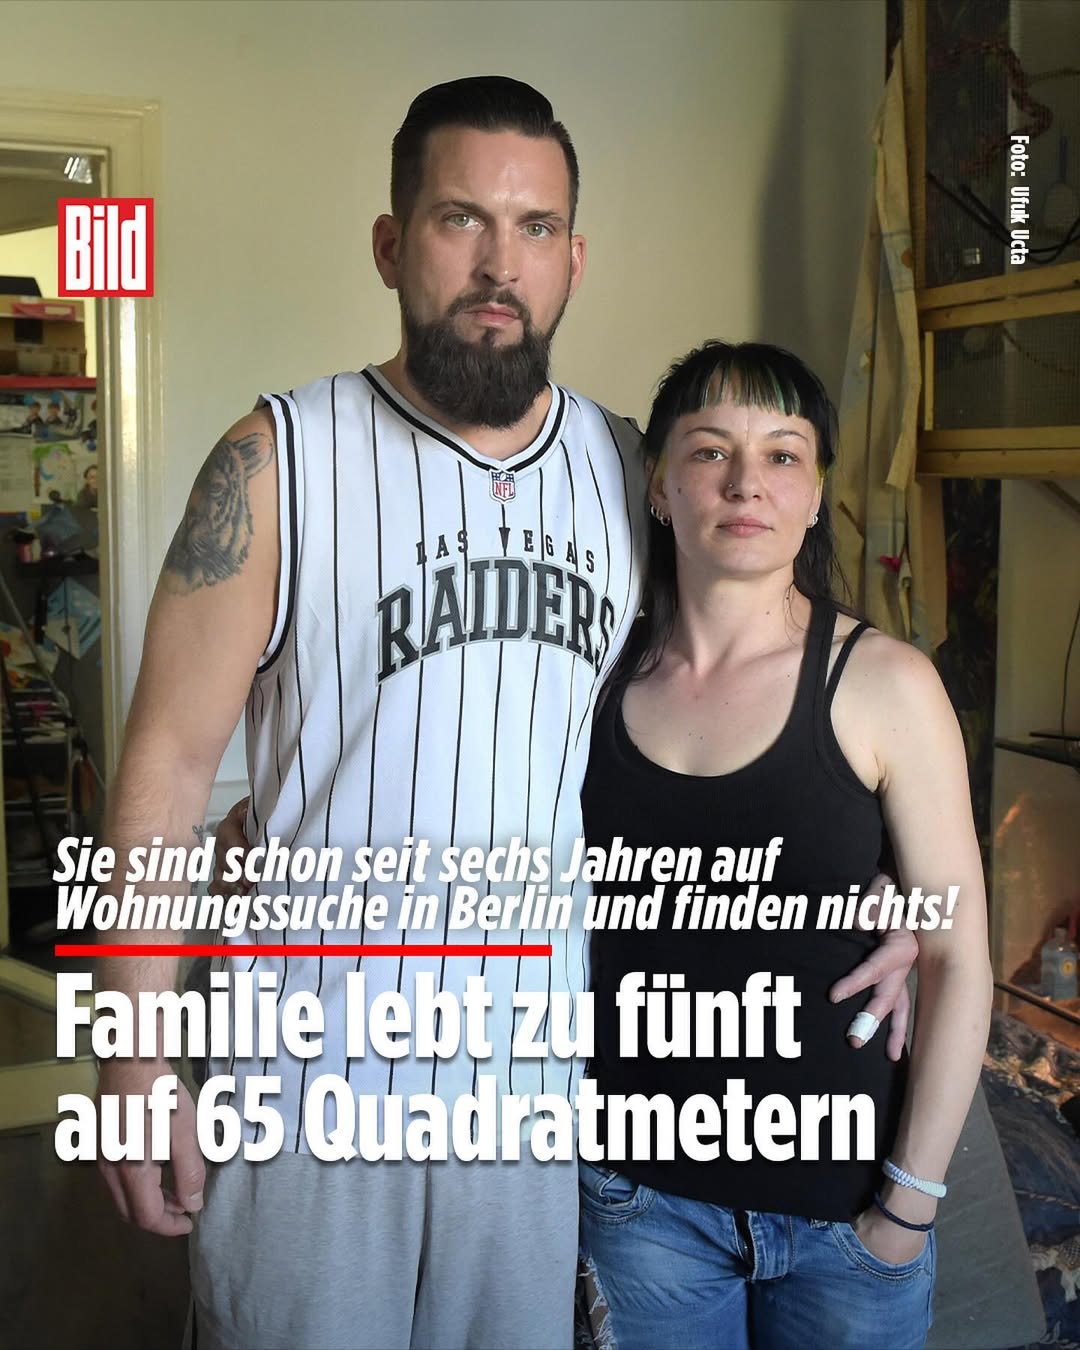 Foto: Ufuk Ucta
Bild
NFL
LAS VEGAS
RAIDERS
Sie sind schon seit sechs Jahren auf
Wohnungssuche in Berlin und finden nichts!
Familie lebt zu fünft
auf 65 Quadratmetern